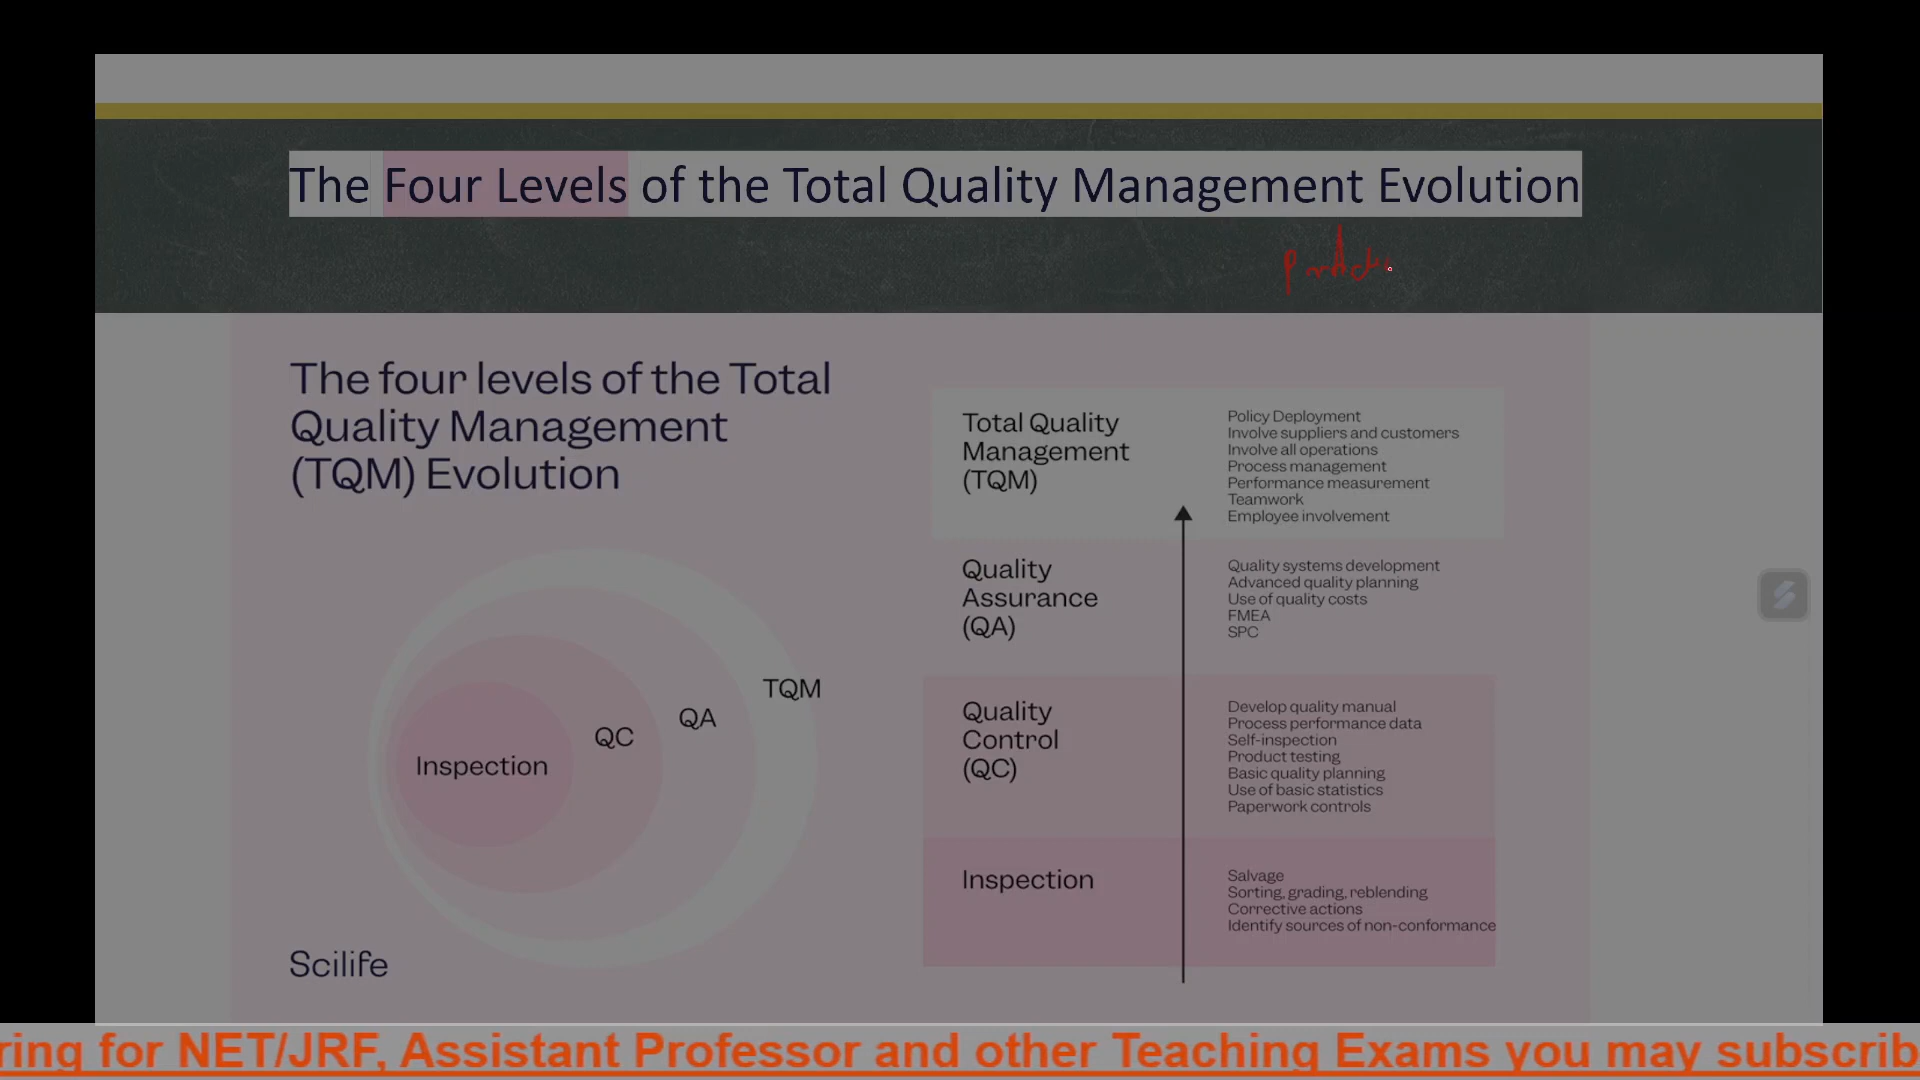 The Four Levels of the Total Quality Management Evolution
The four levels of the Total
Quality Management
(TQM) Evolution
Inspection
QC
QA
TQM
Scilife
Total Quality
Management
(TQM)
Policy Deployment
Involve suppliers and customers
Involve all operations
Process management
Performance measurement
Teamwork
Employee involvement
Quality
Assurance
(QA)
Quality systems development
Advanced quality planning
Use of quality costs
FMEA
SPC
Quality
Control
(QC)
Develop quality manual
Process performance data
Self-inspection
Product testing
Basic quality planning
Use of basic statistics
Paperwork controls
Inspection
Salvage
Sorting, grading, reblending
Corrective actions
Identify sources of non-conformance
ring for NET/JRF, Assistant Professor and other Teaching Exams you may subscrib